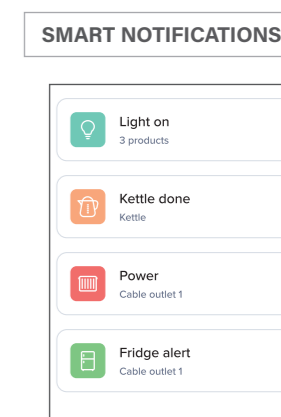 SMART NOTIFICATIONS
Light on
3 products
Kettle done
Kettle
Power
Cable outlet 1
Fridge alert
Cable outlet 1